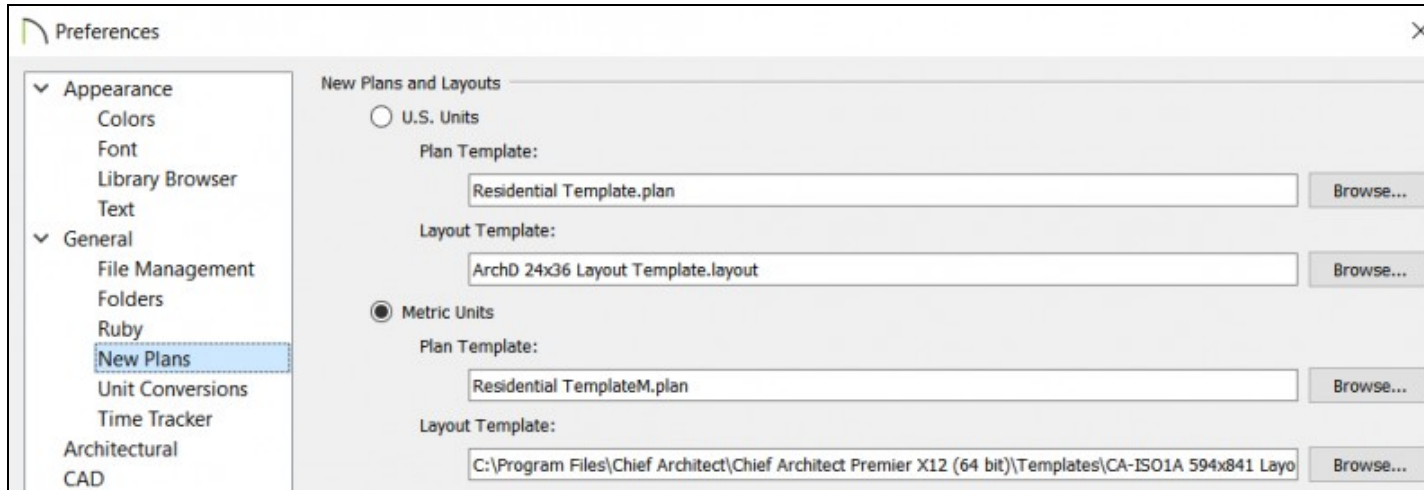 Preferences
Appearance
Colors
Font
Library Browser
Text
General
File Management
Folders
Ruby
New Plans
Unit Conversions
Time Tracker
Architectural
CAD
New Plans and Layouts
U.S. Units
Plan Template:
Residential Template.plan Browse...
Layout Template:
ArchD 24x36 Layout Template.layout Browse...
Metric Units
Plan Template:
Residential TemplateM.plan Browse...
Layout Template:
C:\Program Files\Chief Architect\Chief Architect Premier X12 (64 bit)\Templates\CA-ISO1A 594x841 Layo Browse...